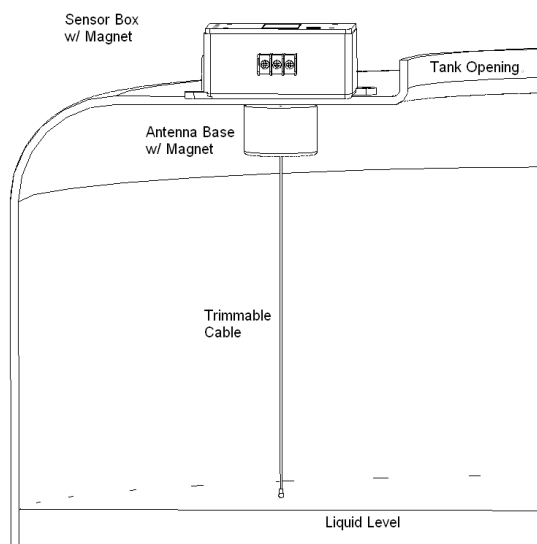 Sensor Box
w/ Magnet
Tank Opening
Antenna Base
w/ Magnet
Trimmable
Cable
Liquid Level